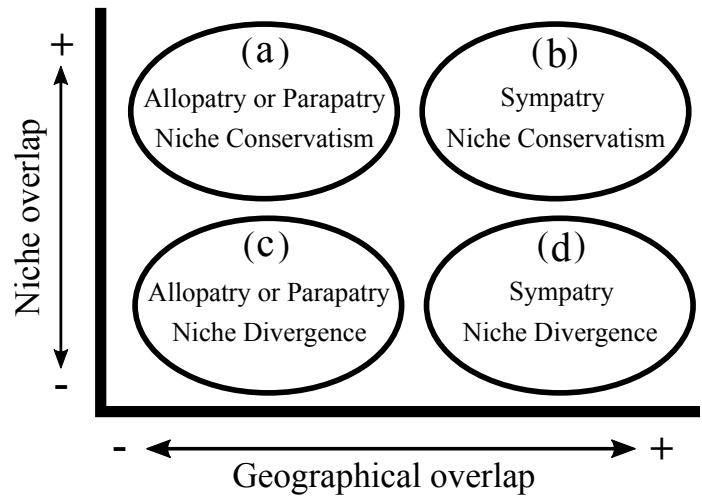 +
Niche overlap
-
(a)
Allopatry or Parapatry
Niche Conservatism
(b)
Sympatry
Niche Conservatism
(c)
Allopatry or Parapatry
Niche Divergence
(d)
Sympatry
Niche Divergence
- +
Geographical overlap